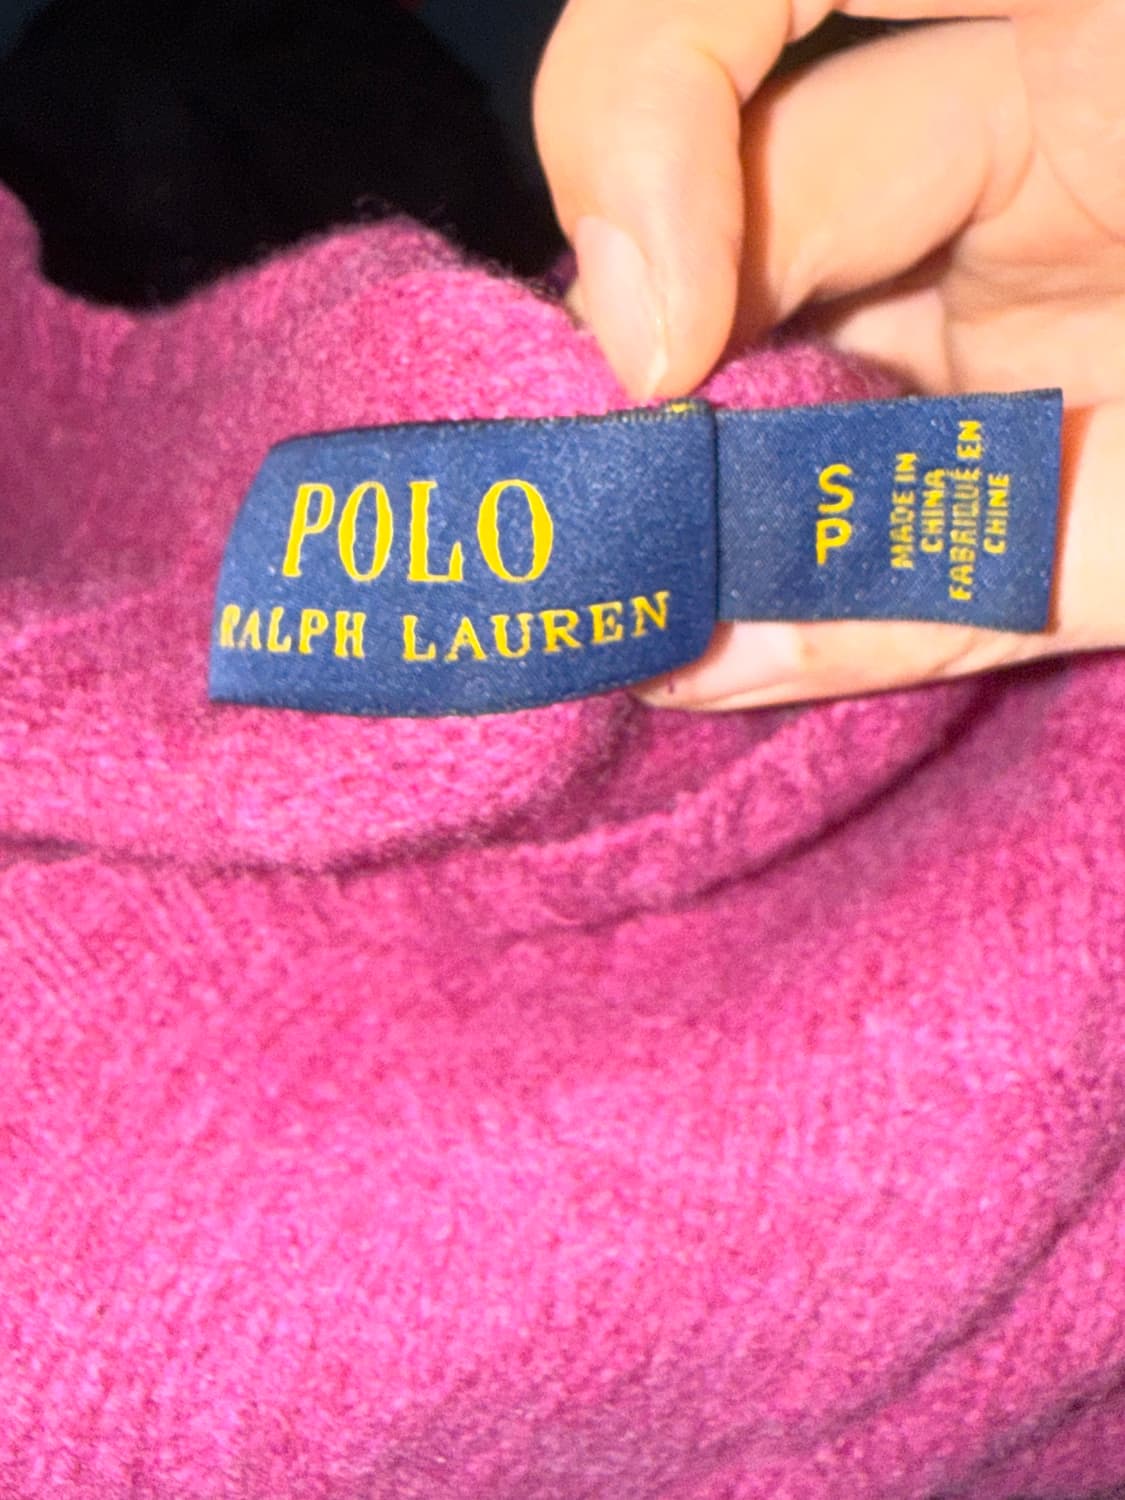 POLO
RALPH LAUREN
S
P
MADE IN
CHINA
FABRIQUÉ EN
CHINE